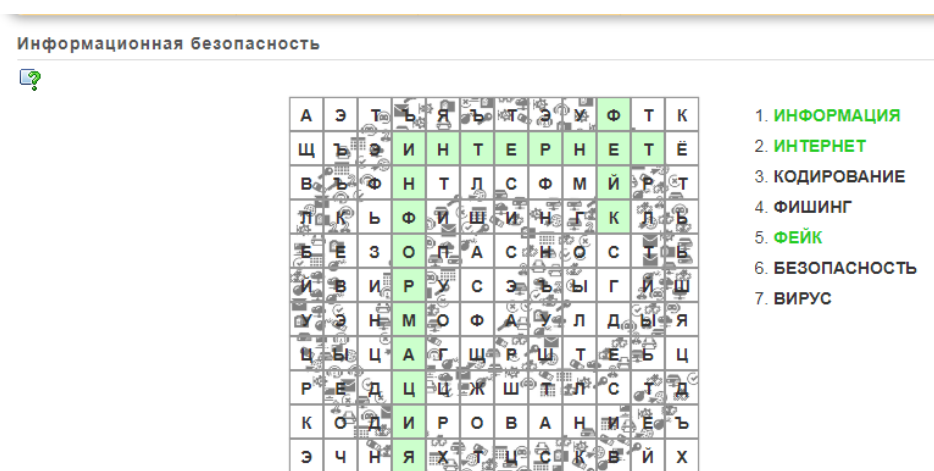 Информационная безопасность
А Э Т Ъ Я Ъ Т Э У Ф Т К
Щ Ъ Э И Н Т Е Р Н Е Т Ё
В Ь Ф Н Т Л С Ф М Й Р Т
Л К Ь Ф И Ш И Н Г К Л Ь
Б Е З О П А С Н О С Т Ь
Й В И Р У С Э Ъ Ы Г Й Ш
У Э Н М О Ф А У Л Д Ы Я
Ц Ы Ц А Г Щ Р Ш Т Е Ь Ц
Р Е Д Ц Ц Ж Ш Т Л С Т Д
К О Д И Р О В А Н И Е Ъ
Э Ч Н Я Х Т Ц С К В Й Х
1. ИНФОРМАЦИЯ
2. ИНТЕРНЕТ
3. КОДИРОВАНИЕ
4. ФИШИНГ
5. ФЕЙК
6. БЕЗОПАСНОСТЬ
7. ВИРУС